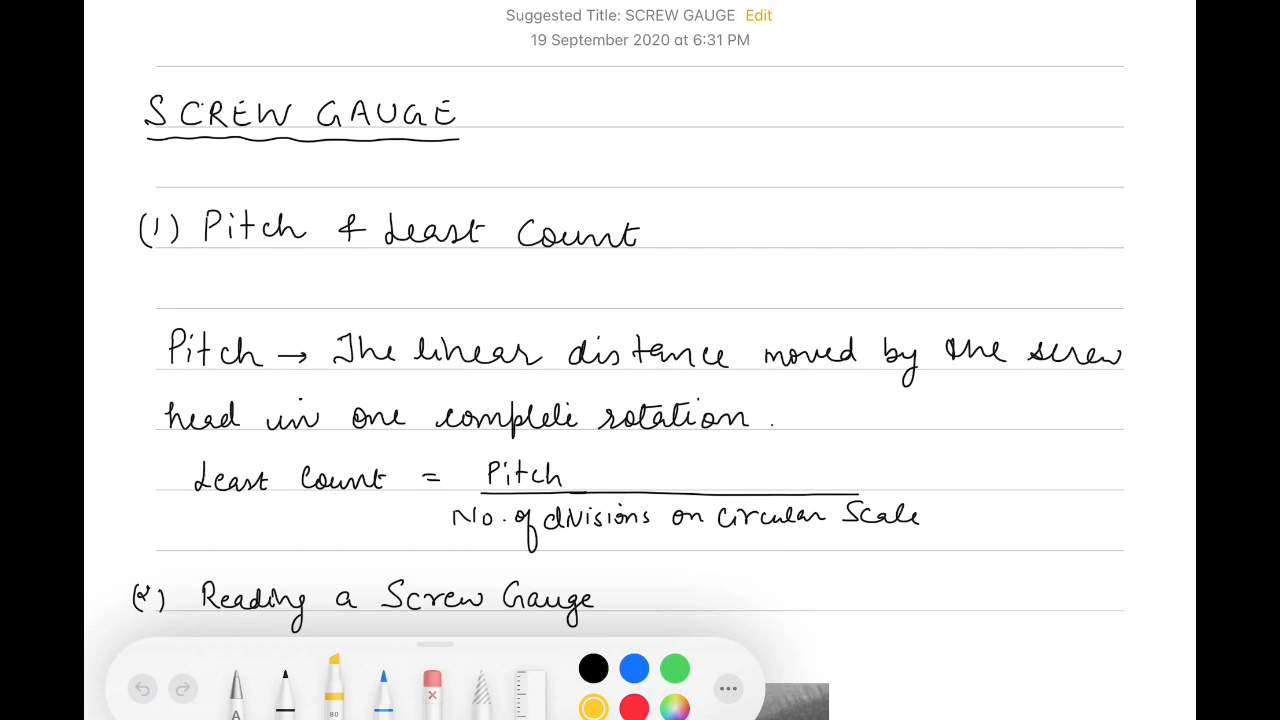 Suggested Title: SCREW GAUGE Edit
19 September 2020 at 6:31 PM
SCREW GAUGE
(1) Pitch & Least Count
Pitch → The linear distance moved by the screw
head in one complete rotation.
Least Count = Pitch
No. of divisions on Circular Scale
(2) Reading a Screw Gauge
A
80